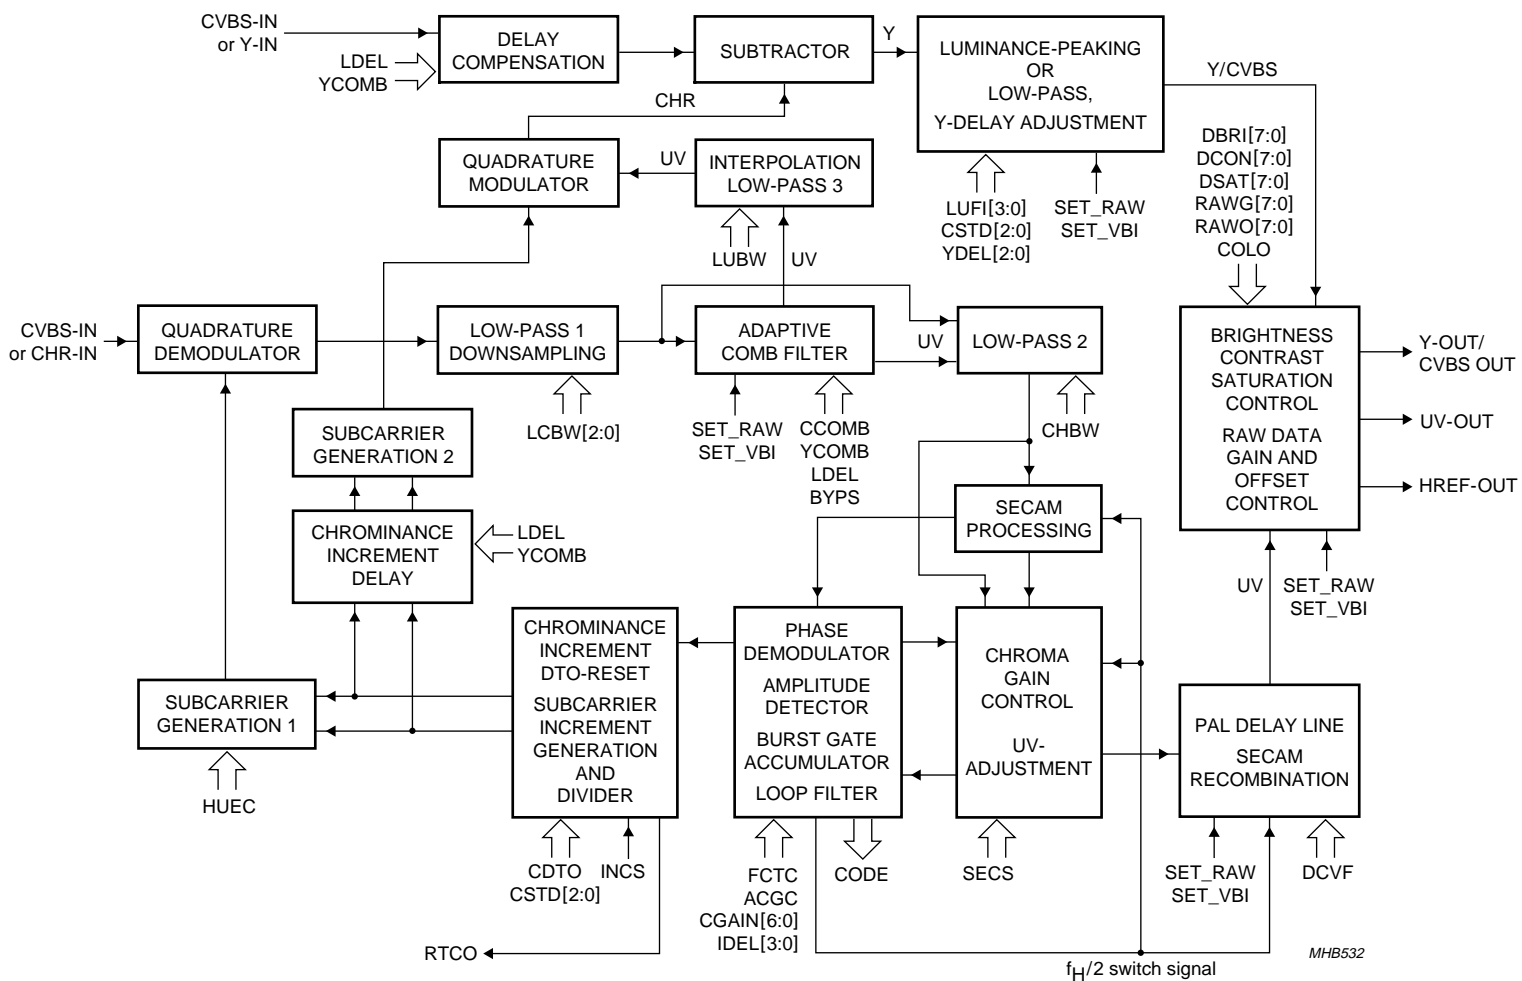 CVBS-IN
or Y-IN
LDEL
YCOMB
DELAY
COMPENSATION
SUBTRACTOR
Y
LUMINANCE-PEAKING
OR
LOW-PASS,
Y-DELAY ADJUSTMENT
Y/CVBS
CHR
QUADRATURE
MODULATOR
UV
INTERPOLATION
LOW-PASS 3
LUBW
UV
LUFI[3:0]
CSTD[2:0]
YDEL[2:0]
SET_RAW
SET_VBI
DBRI[7:0]
DCON[7:0]
DSAT[7:0]
RAWG[7:0]
RAWO[7:0]
COLO
CVBS-IN
or CHR-IN
QUADRATURE
DEMODULATOR
LOW-PASS 1
DOWNSAMPLING
ADAPTIVE
COMB FILTER
UV
LOW-PASS 2
BRIGHTNESS
CONTRAST
SATURATION
CONTROL
RAW DATA
GAIN AND
OFFSET
CONTROL
Y-OUT/
CVBS OUT
UV-OUT
HREF-OUT
LCBW[2:0]
SET_RAW
SET_VBI
CCOMB
YCOMB
LDEL
BYPS
CHBW
SUBCARRIER
GENERATION 2
CHROMINANCE
INCREMENT
DELAY
LDEL
YCOMB
SECAM
PROCESSING
UV
SET_RAW
SET_VBI
SUBCARRIER
GENERATION 1
HUEC
CHROMINANCE
INCREMENT
DTO-RESET
SUBCARRIER
INCREMENT
GENERATION
AND
DIVIDER
PHASE
DEMODULATOR
AMPLITUDE
DETECTOR
BURST GATE
ACCUMULATOR
LOOP FILTER
CHROMA
GAIN
CONTROL
UV-
ADJUSTMENT
PAL DELAY LINE
SECAM
RECOMBINATION
CDTO
CSTD[2:0]
INCS
FCTC
ACGC
CGAIN[6:0]
IDEL[3:0]
CODE
SECS
SET_RAW
SET_VBI
DCVF
RTCO
fH/2 switch signal
MHB532